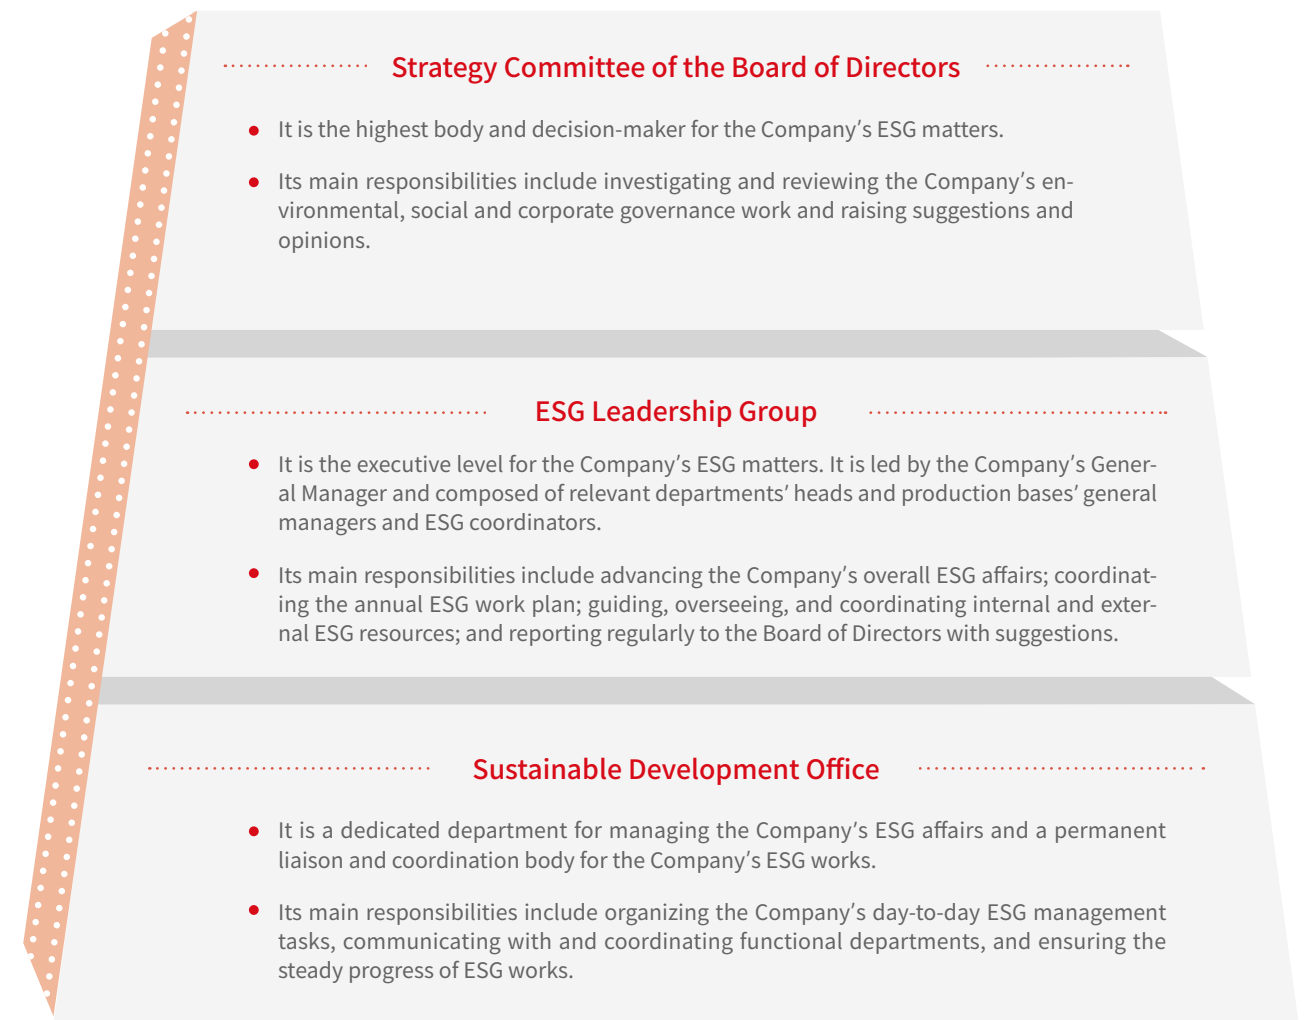 Strategy Committee of the Board of Directors
It is the highest body and decision-maker for the Company's ESG matters.
Its main responsibilities include investigating and reviewing the Company's en-
vironmental, social and corporate governance work and raising suggestions and
opinions.
ESG Leadership Group
It is the executive level for the Company's ESG matters. It is led by the Company's Gener-
al Manager and composed of relevant departments' heads and production bases' general
managers and ESG coordinators.
Its main responsibilities include advancing the Company's overall ESG affairs; coordinat-
ing the annual ESG work plan; guiding, overseeing, and coordinating internal and exter-
nal ESG resources; and reporting regularly to the Board of Directors with suggestions.
Sustainable Development Office
It is a dedicated department for managing the Company's ESG affairs and a permanent
liaison and coordination body for the Company's ESG works.
Its main responsibilities include organizing the Company's day-to-day ESG management
tasks, communicating with and coordinating functional departments, and ensuring the
steady progress of ESG works.